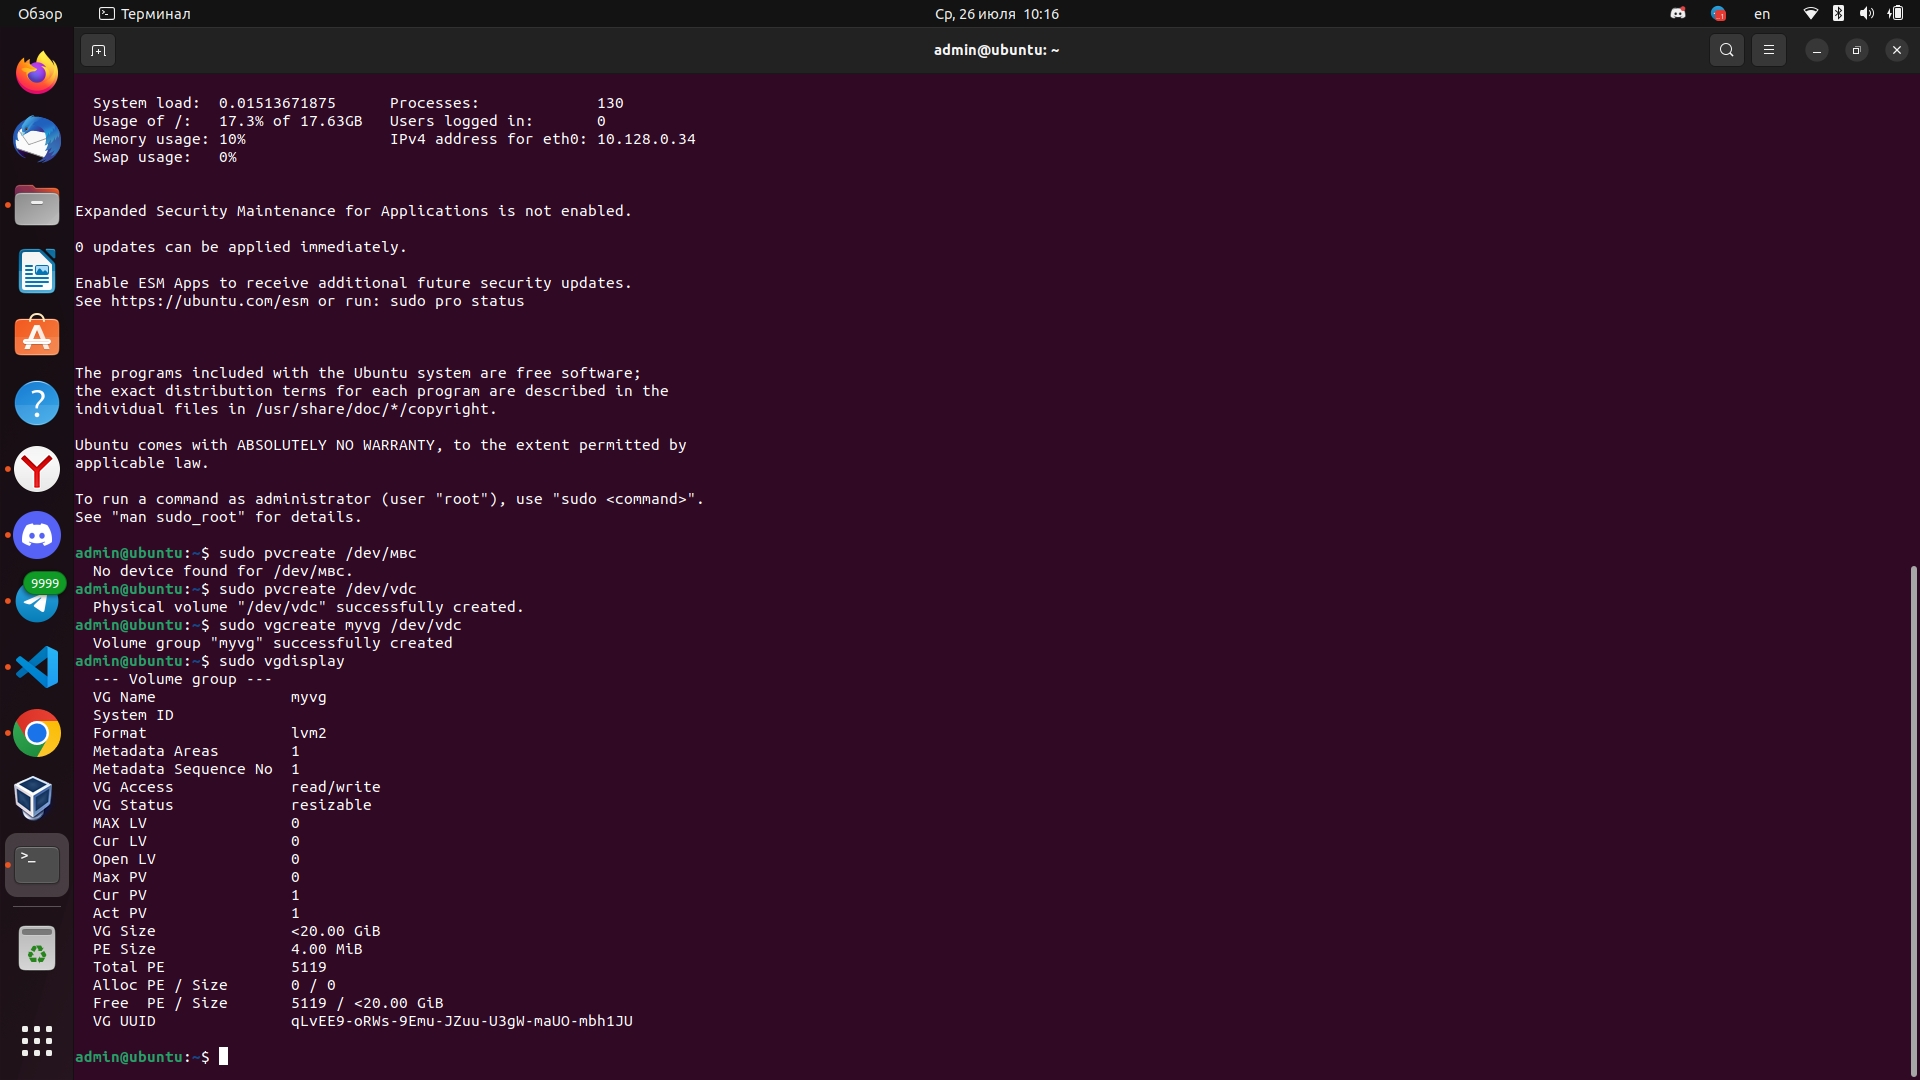 Обзор Терминал Ср, 26 июля 10:16 en
admin@ubuntu: ~
System load: 0.01513671875 Processes: 130
Usage of /: 17.3% of 17.63GB Users logged in: 0
Memory usage: 10% IPv4 address for eth0: 10.128.0.34
Swap usage: 0%
Expanded Security Maintenance for Applications is not enabled.
0 updates can be applied immediately.
Enable ESM Apps to receive additional future security updates.
See https://ubuntu.com/esm or run: sudo pro status
The programs included with the Ubuntu system are free software;
the exact distribution terms for each program are described in the
individual files in /usr/share/doc/*/copyright.
Ubuntu comes with ABSOLUTELY NO WARRANTY, to the extent permitted by
applicable law.
To run a command as administrator (user "root"), use "sudo <command>".
See "man sudo_root" for details.
admin@ubuntu:~$ sudo pvcreate /dev/мвс
No device found for /dev/мвс.
admin@ubuntu:~$ sudo pvcreate /dev/vdc
Physical volume "/dev/vdc" successfully created.
admin@ubuntu:~$ sudo vgcreate myvg /dev/vdc
Volume group "myvg" successfully created
admin@ubuntu:~$ sudo vgdisplay
--- Volume group ---
VG Name myvg
System ID
Format lvm2
Metadata Areas 1
Metadata Sequence No 1
VG Access read/write
VG Status resizable
MAX LV 0
Cur LV 0
Open LV 0
Max PV 0
Cur PV 1
Act PV 1
VG Size <20.00 GiB
PE Size 4.00 MiB
Total PE 5119
Alloc PE / Size 0 / 0
Free PE / Size 5119 / <20.00 GiB
VG UUID qLvEE9-oRWs-9Emu-JZuu-U3gW-maUO-mbh1JU
admin@ubuntu:~$
9999